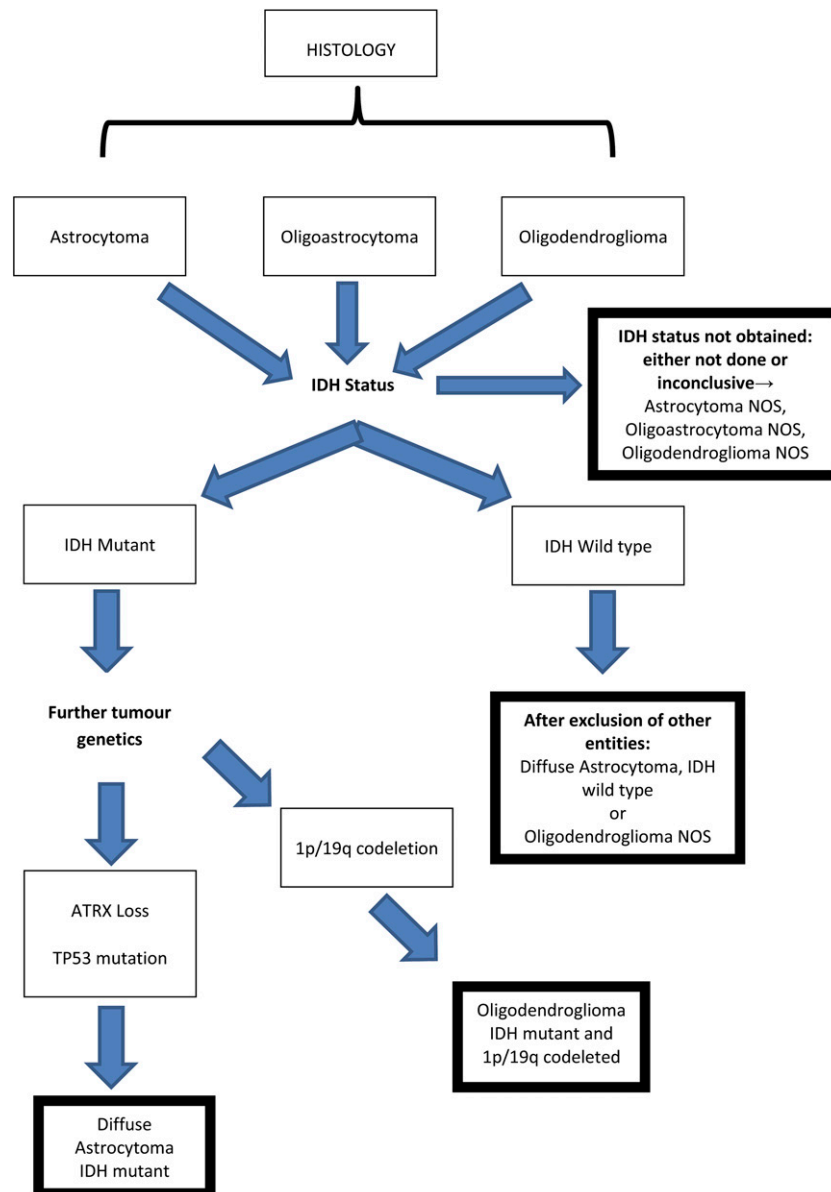 HISTOLOGY
Astrocytoma
Oligoastrocytoma
Oligodendroglioma
IDH Status
IDH status not obtained:
either not done or
inconclusive→
Astrocytoma NOS,
Oligoastrocytoma NOS,
Oligodendroglioma NOS
IDH Mutant
IDH Wild type
Further tumour
genetics
After exclusion of other
entities:
Diffuse Astrocytoma, IDH
wild type
or
Oligodendroglioma NOS
1p/19q codeletion
ATRX Loss
TP53 mutation
Oligodendroglioma
IDH mutant and
1p/19q codeleted
Diffuse
Astrocytoma
IDH mutant